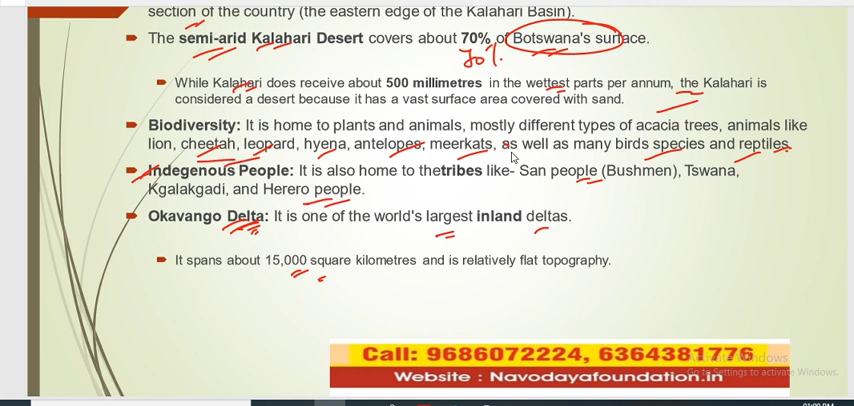 section of the country (the eastern edge of the Kalahari Basin).
The semi-arid Kalahari Desert covers about 70% of Botswana's surface.
70%
While Kalahari does receive about 500 millimetres in the wettest parts per annum, the Kalahari is
considered a desert because it has a vast surface area covered with sand.
Biodiversity: It is home to plants and animals, mostly different types of acacia trees, animals like
lion, cheetah, leopard, hyena, antelopes, meerkats, as well as many birds species and reptiles.
Indegenous People: It is also home to thetribes like- San people (Bushmen), Tswana,
Kgalakgadi, and Herero people.
Okavango Delta: It is one of the world's largest inland deltas.
It spans about 15,000 square kilometres and is relatively flat topography.
Call: 9686072224, 6364381776
Activate Windows
Go to Settings to activate Windows.
Website : Navodayafoundation.in